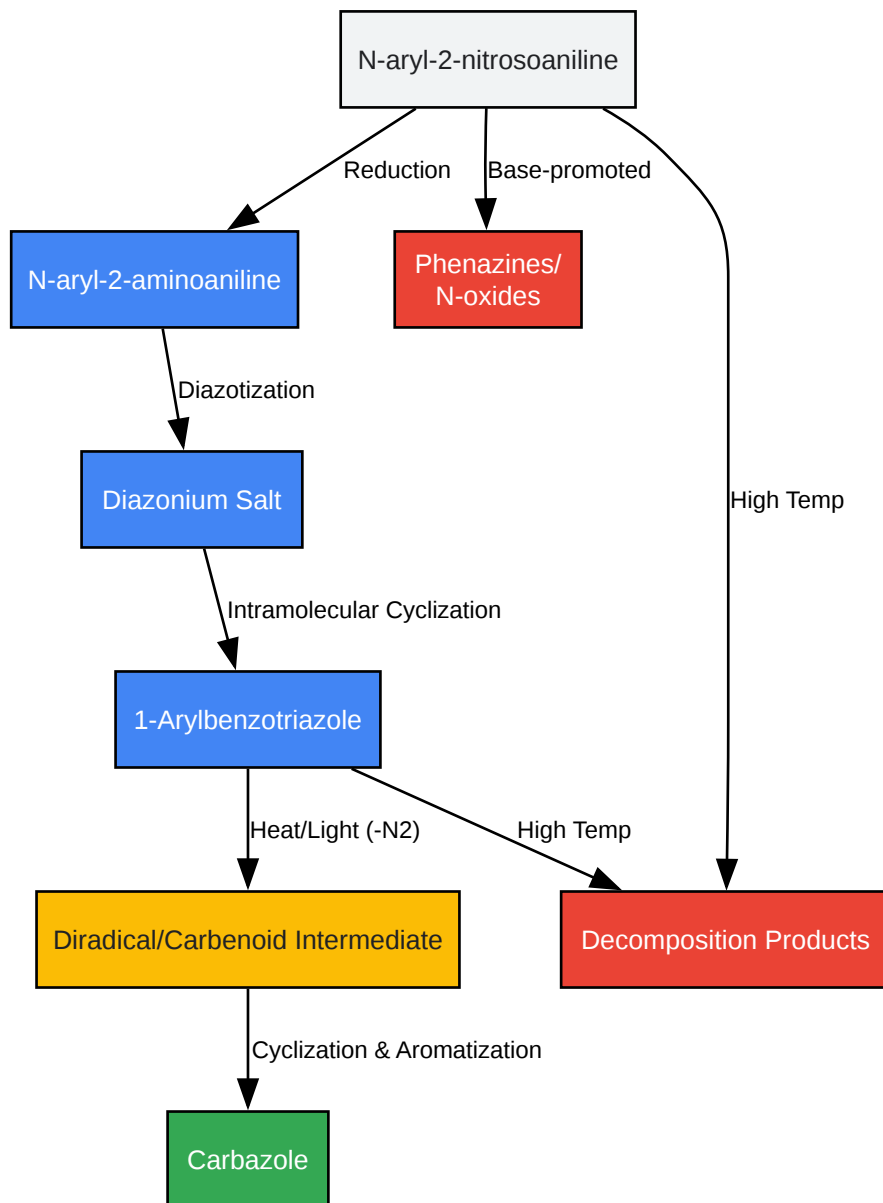 N-aryl-2-nitrosoaniline
Reduction
Base-promoted
N-aryl-2-aminoaniline
Phenazines/
N-oxides
Diazotization
Diazonium Salt
High Temp
Intramolecular Cyclization
1-Arylbenzotriazole
Heat/Light (-N2)
High Temp
Diradical/Carbenoid Intermediate
Decomposition Products
Cyclization & Aromatization
Carbazole